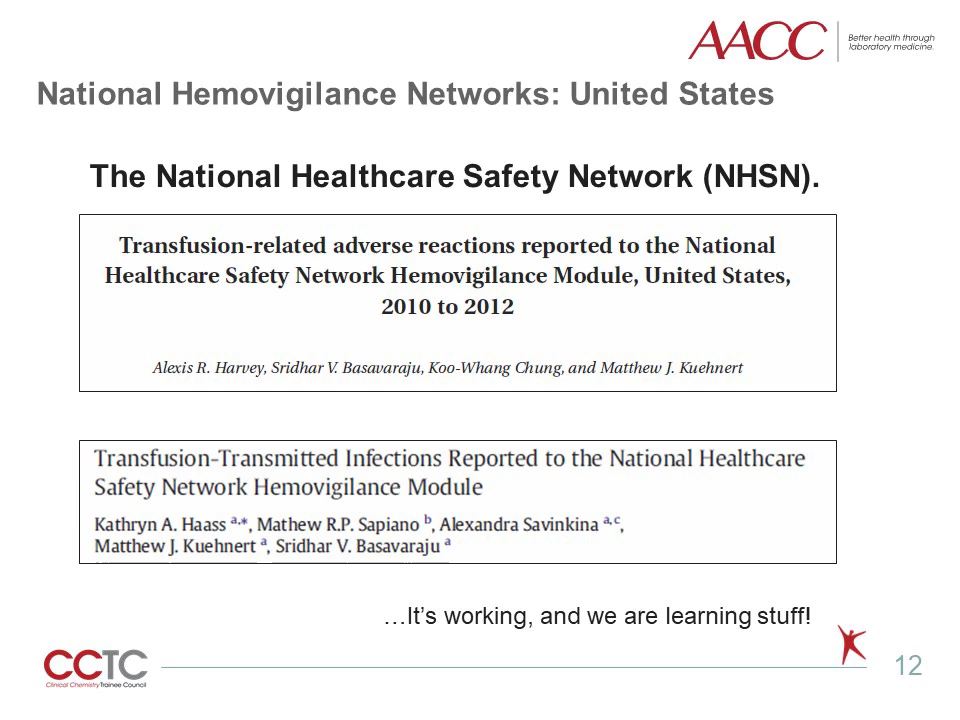 AACC
Better health through
laboratory medicine.
National Hemovigilance Networks: United States
The National Healthcare Safety Network (NHSN).
Transfusion-related adverse reactions reported to the National
Healthcare Safety Network Hemovigilance Module, United States,
2010 to 2012
Alexis R. Harvey, Sridhar V. Basavaraju, Koo-Whang Chung, and Matthew J. Kuehnert
Transfusion-Transmitted Infections Reported to the National Healthcare
Safety Network Hemovigilance Module
Kathryn A. Haass a,*, Mathew R.P. Sapiano b, Alexandra Savinkina a,c,
Matthew J. Kuehnert a, Sridhar V. Basavaraju a
…It’s working, and we are learning stuff!
CCTC
Clinical Chemistry Trainee Council
12